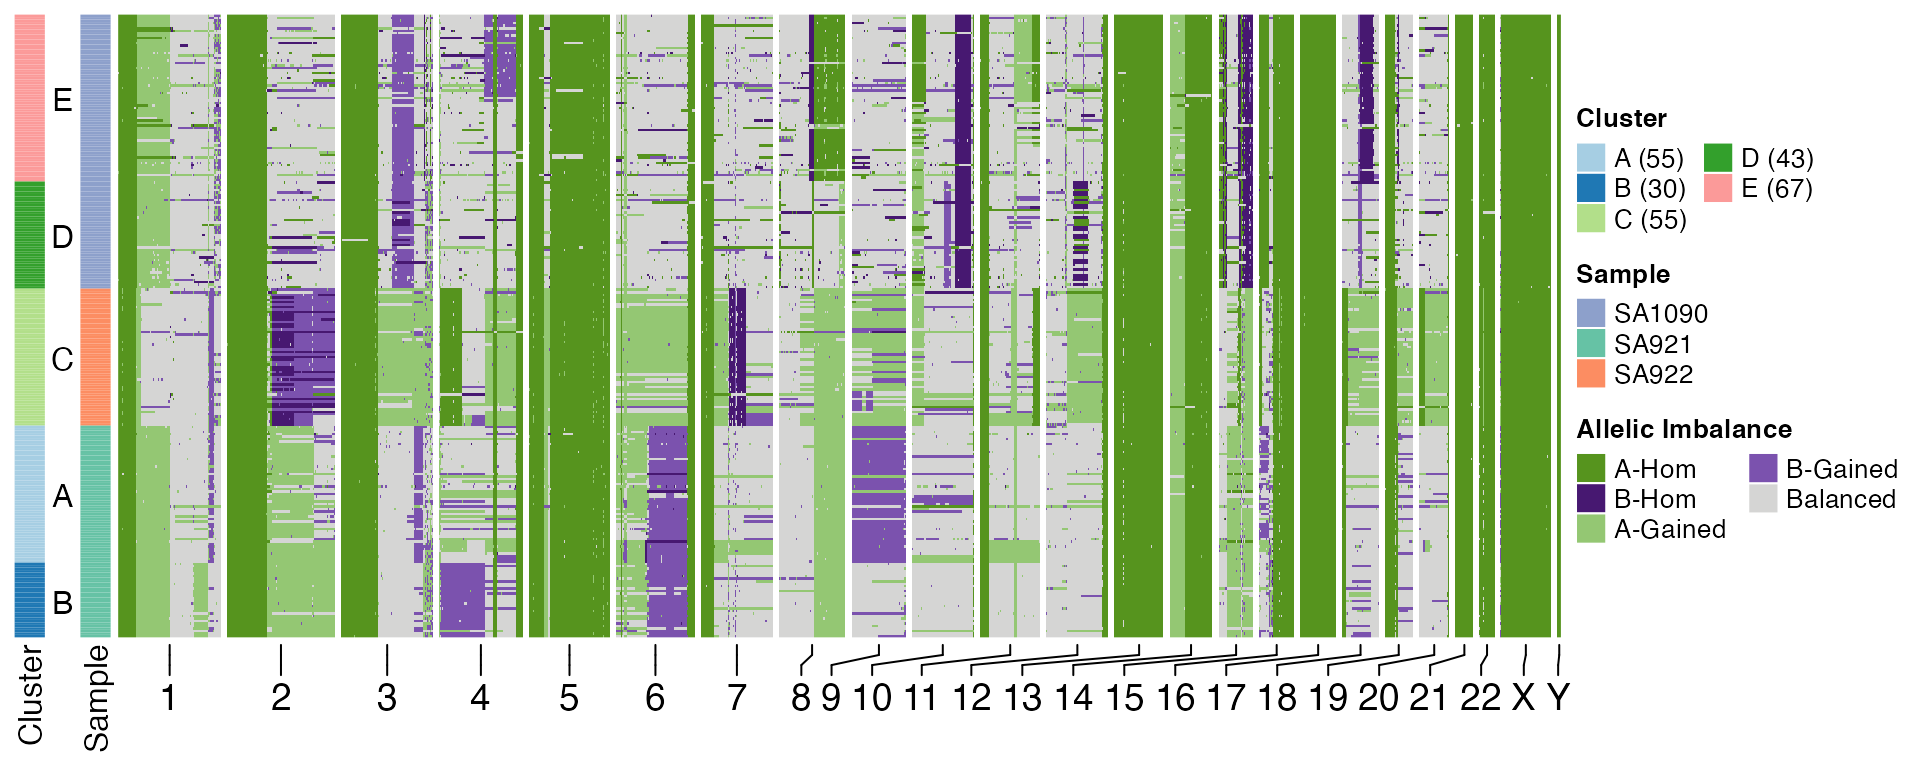 E
D
C
A
B
Cluster
Sample
1 2 3 4 5 6 7 8 9 10 11 12 13 14 15 16 17 18 19 20 21 22 X Y
Cluster
A (55) D (43)
B (30) E (67)
C (55)
Sample
SA1090
SA921
SA922
Allelic Imbalance
A-Hom B-Gained
B-Hom Balanced
A-Gained